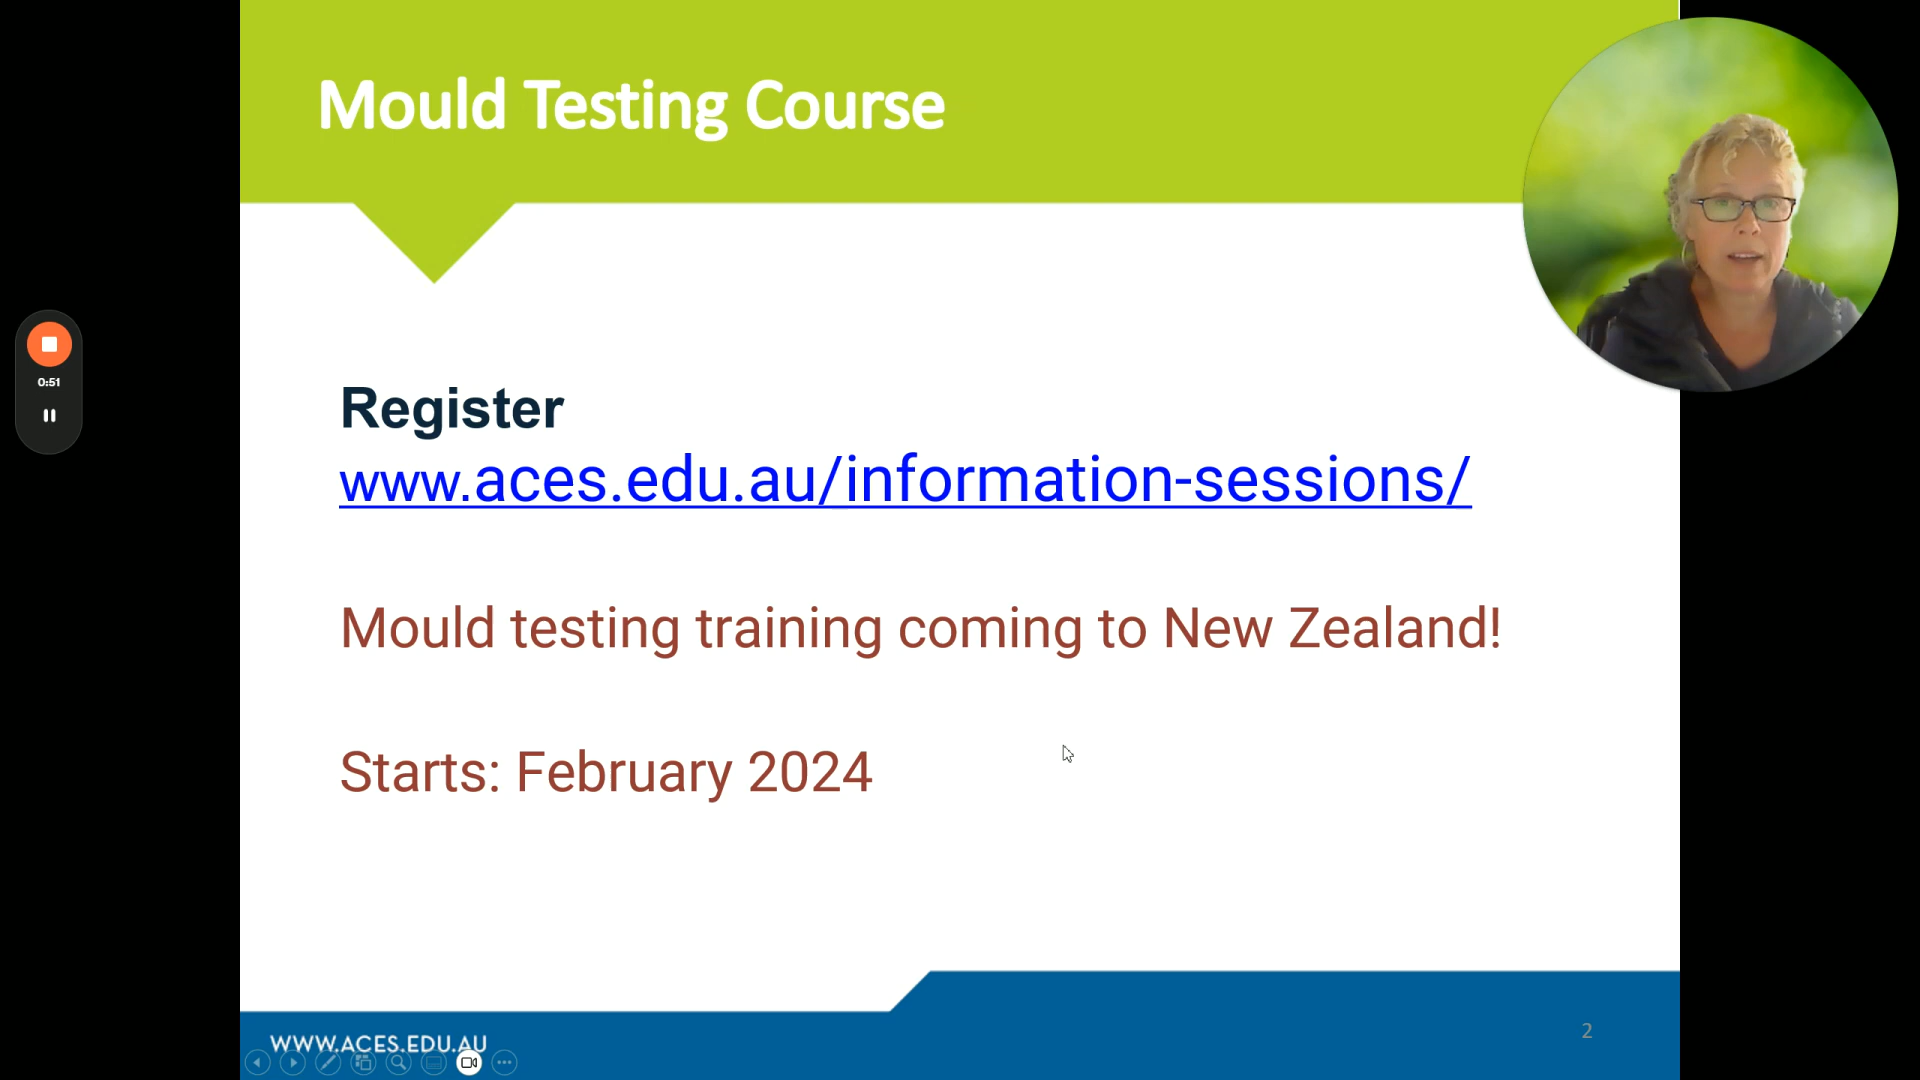 Mould Testing Course
0:51
Register
www.aces.edu.au/information-sessions/
Mould testing training coming to New Zealand!
Starts: February 2024
WWW.ACES.EDU.AU
2